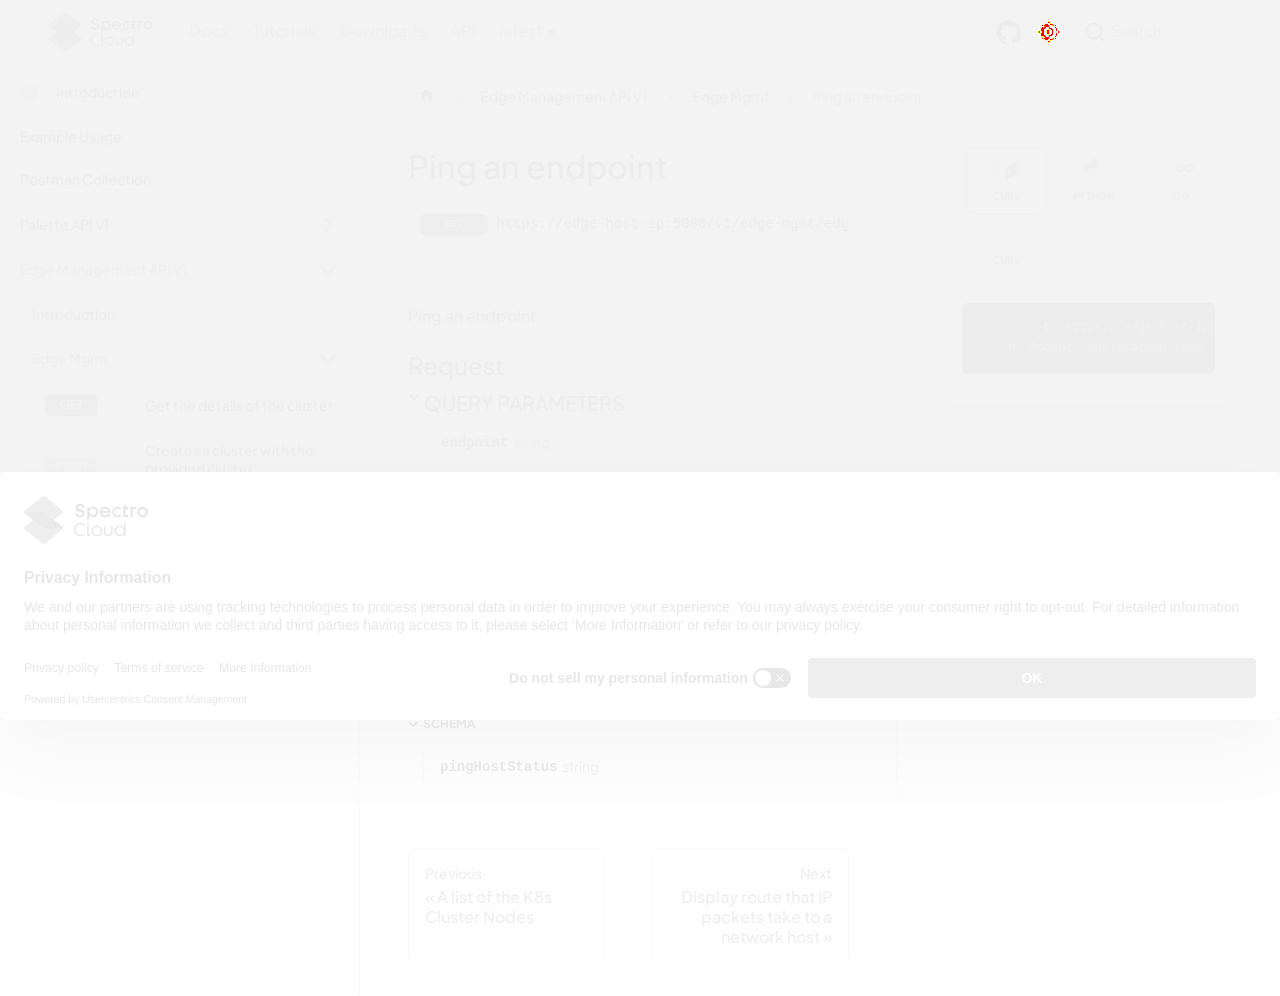 Spectro Cloud
Docs Tutorials Downloads API latest
Search
Introduction
Example Usage
Postman Collection
Palette API V1
Edge Management API V1
Introduction
Edge Mgmt
GET Get the details of the cluster.
Creates a cluster with the
provided cluster
Edge Management API V1 Edge Mgmt Ping an endpoint
Ping an endpoint
GET https://edge-host-ip:5080/v1/edge-mgmt/edg
Ping an endpoint
Request
QUERY PARAMETERS
endpoint string
CURL PYTHON GO
CURL
Spectro
Cloud
Privacy Information
We and our partners are using tracking technologies to process personal data in order to improve your experience. You may always exercise your consumer right to opt-out. For detailed information
about personal information we collect and third parties having access to it, please select ‘More Information’ or refer to our privacy policy.
Privacy policy Terms of service More Information
Powered by Usercentrics Consent Management
Do not sell my personal information
OK
SCHEMA
pingHostStatus string
Previous
« A list of the K8s
Cluster Nodes
Next
Display route that IP
packets take to a
network host »